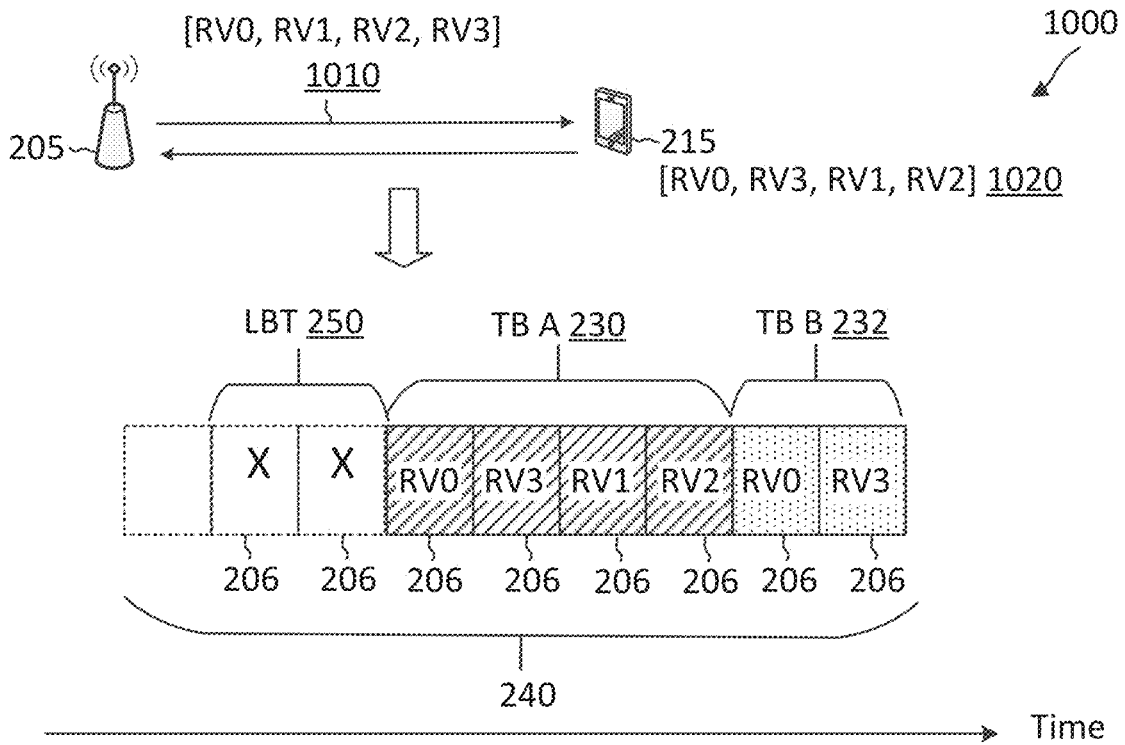 [RV0, RV1, RV2, RV3]
1000
1010
205
215
[RV0, RV3, RV1, RV2] 1020
LBT 250
TB A 230
TB B 232
X X RV0 RV3 RV1 RV2 RV0 RV3
206 206 206 206 206 206 206 206
240
Time